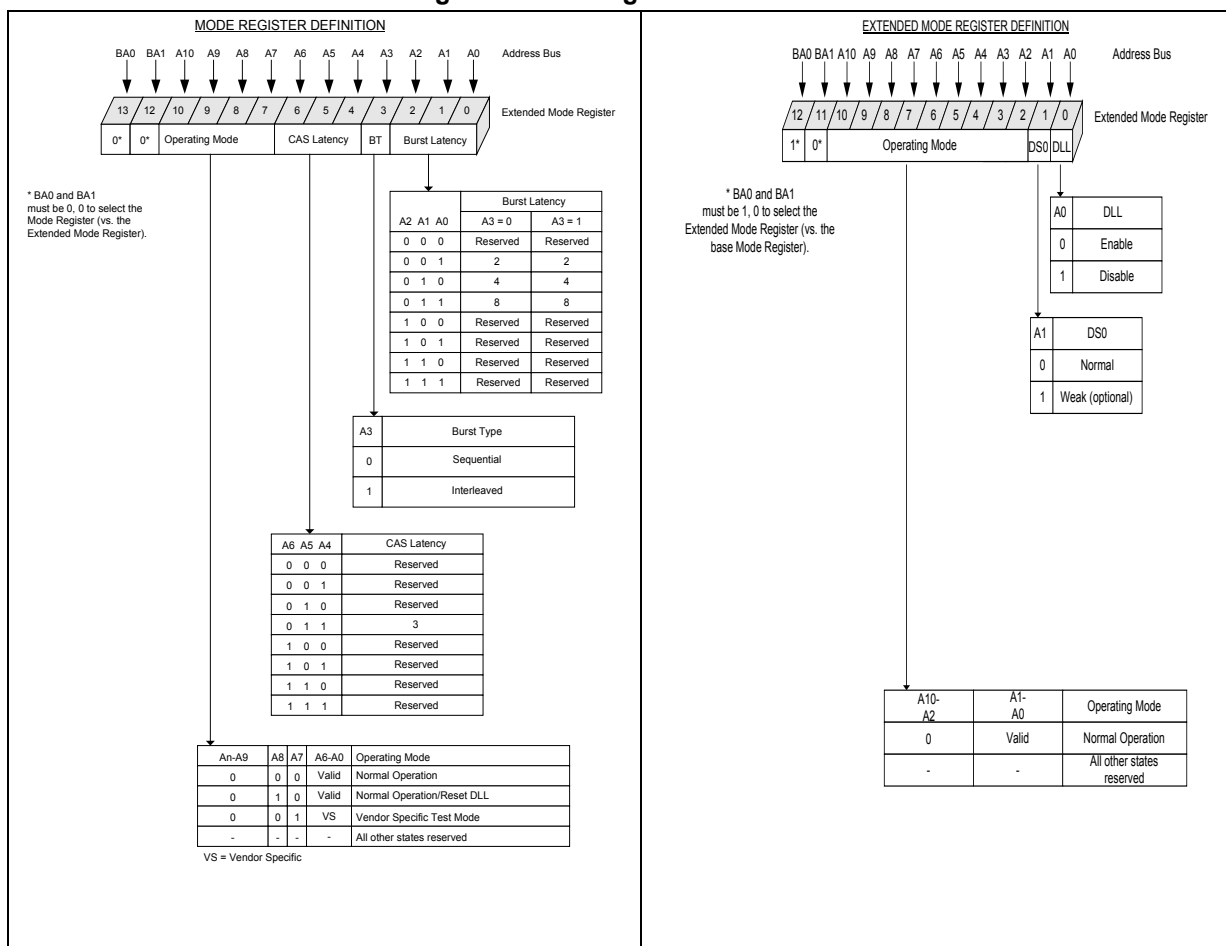 MODE REGISTER DEFINITION
BA0 BA1 A10 A9 A8 A7 A6 A5 A4 A3 A2 A1 A0 Address Bus
13 12 10 9 8 7 6 5 4 3 2 1 0 Extended Mode Register
0* 0* Operating Mode CAS Latency BT Burst Latency
* BA0 and BA1
must be 0, 0 to select the
Mode Register (vs. the
Extended Mode Register).
Burst Latency
A2 A1 A0 A3 = 0 A3 = 1
0 0 0 Reserved Reserved
0 0 1 2 2
0 1 0 4 4
0 1 1 8 8
1 0 0 Reserved Reserved
1 0 1 Reserved Reserved
1 1 0 Reserved Reserved
1 1 1 Reserved Reserved
A3 Burst Type
0 Sequential
1 Interleaved
A6 A5 A4 CAS Latency
0 0 0 Reserved
0 0 1 Reserved
0 1 0 Reserved
0 1 1 3
1 0 0 Reserved
1 0 1 Reserved
1 1 0 Reserved
1 1 1 Reserved
An-A9 A8 A7 A6-A0 Operating Mode
0 0 0 Valid Normal Operation
0 1 0 Valid Normal Operation/Reset DLL
0 0 1 VS Vendor Specific Test Mode
- - - - All other states reserved
VS = Vendor Specific
EXTENDED MODE REGISTER DEFINITION
BA0 BA1 A10 A9 A8 A7 A6 A5 A4 A3 A2 A1 A0 Address Bus
12 11 10 9 8 7 6 5 4 3 2 1 0 Extended Mode Register
1* 0* Operating Mode DS0 DLL
* BA0 and BA1
must be 1, 0 to select the
Extended Mode Register (vs. the
base Mode Register).
A0 DLL
0 Enable
1 Disable
A1 DS0
0 Normal
1 Weak (optional)
A10-
A2
A1-
A0
Operating Mode
0 Valid Normal Operation
- - All other states
reserved